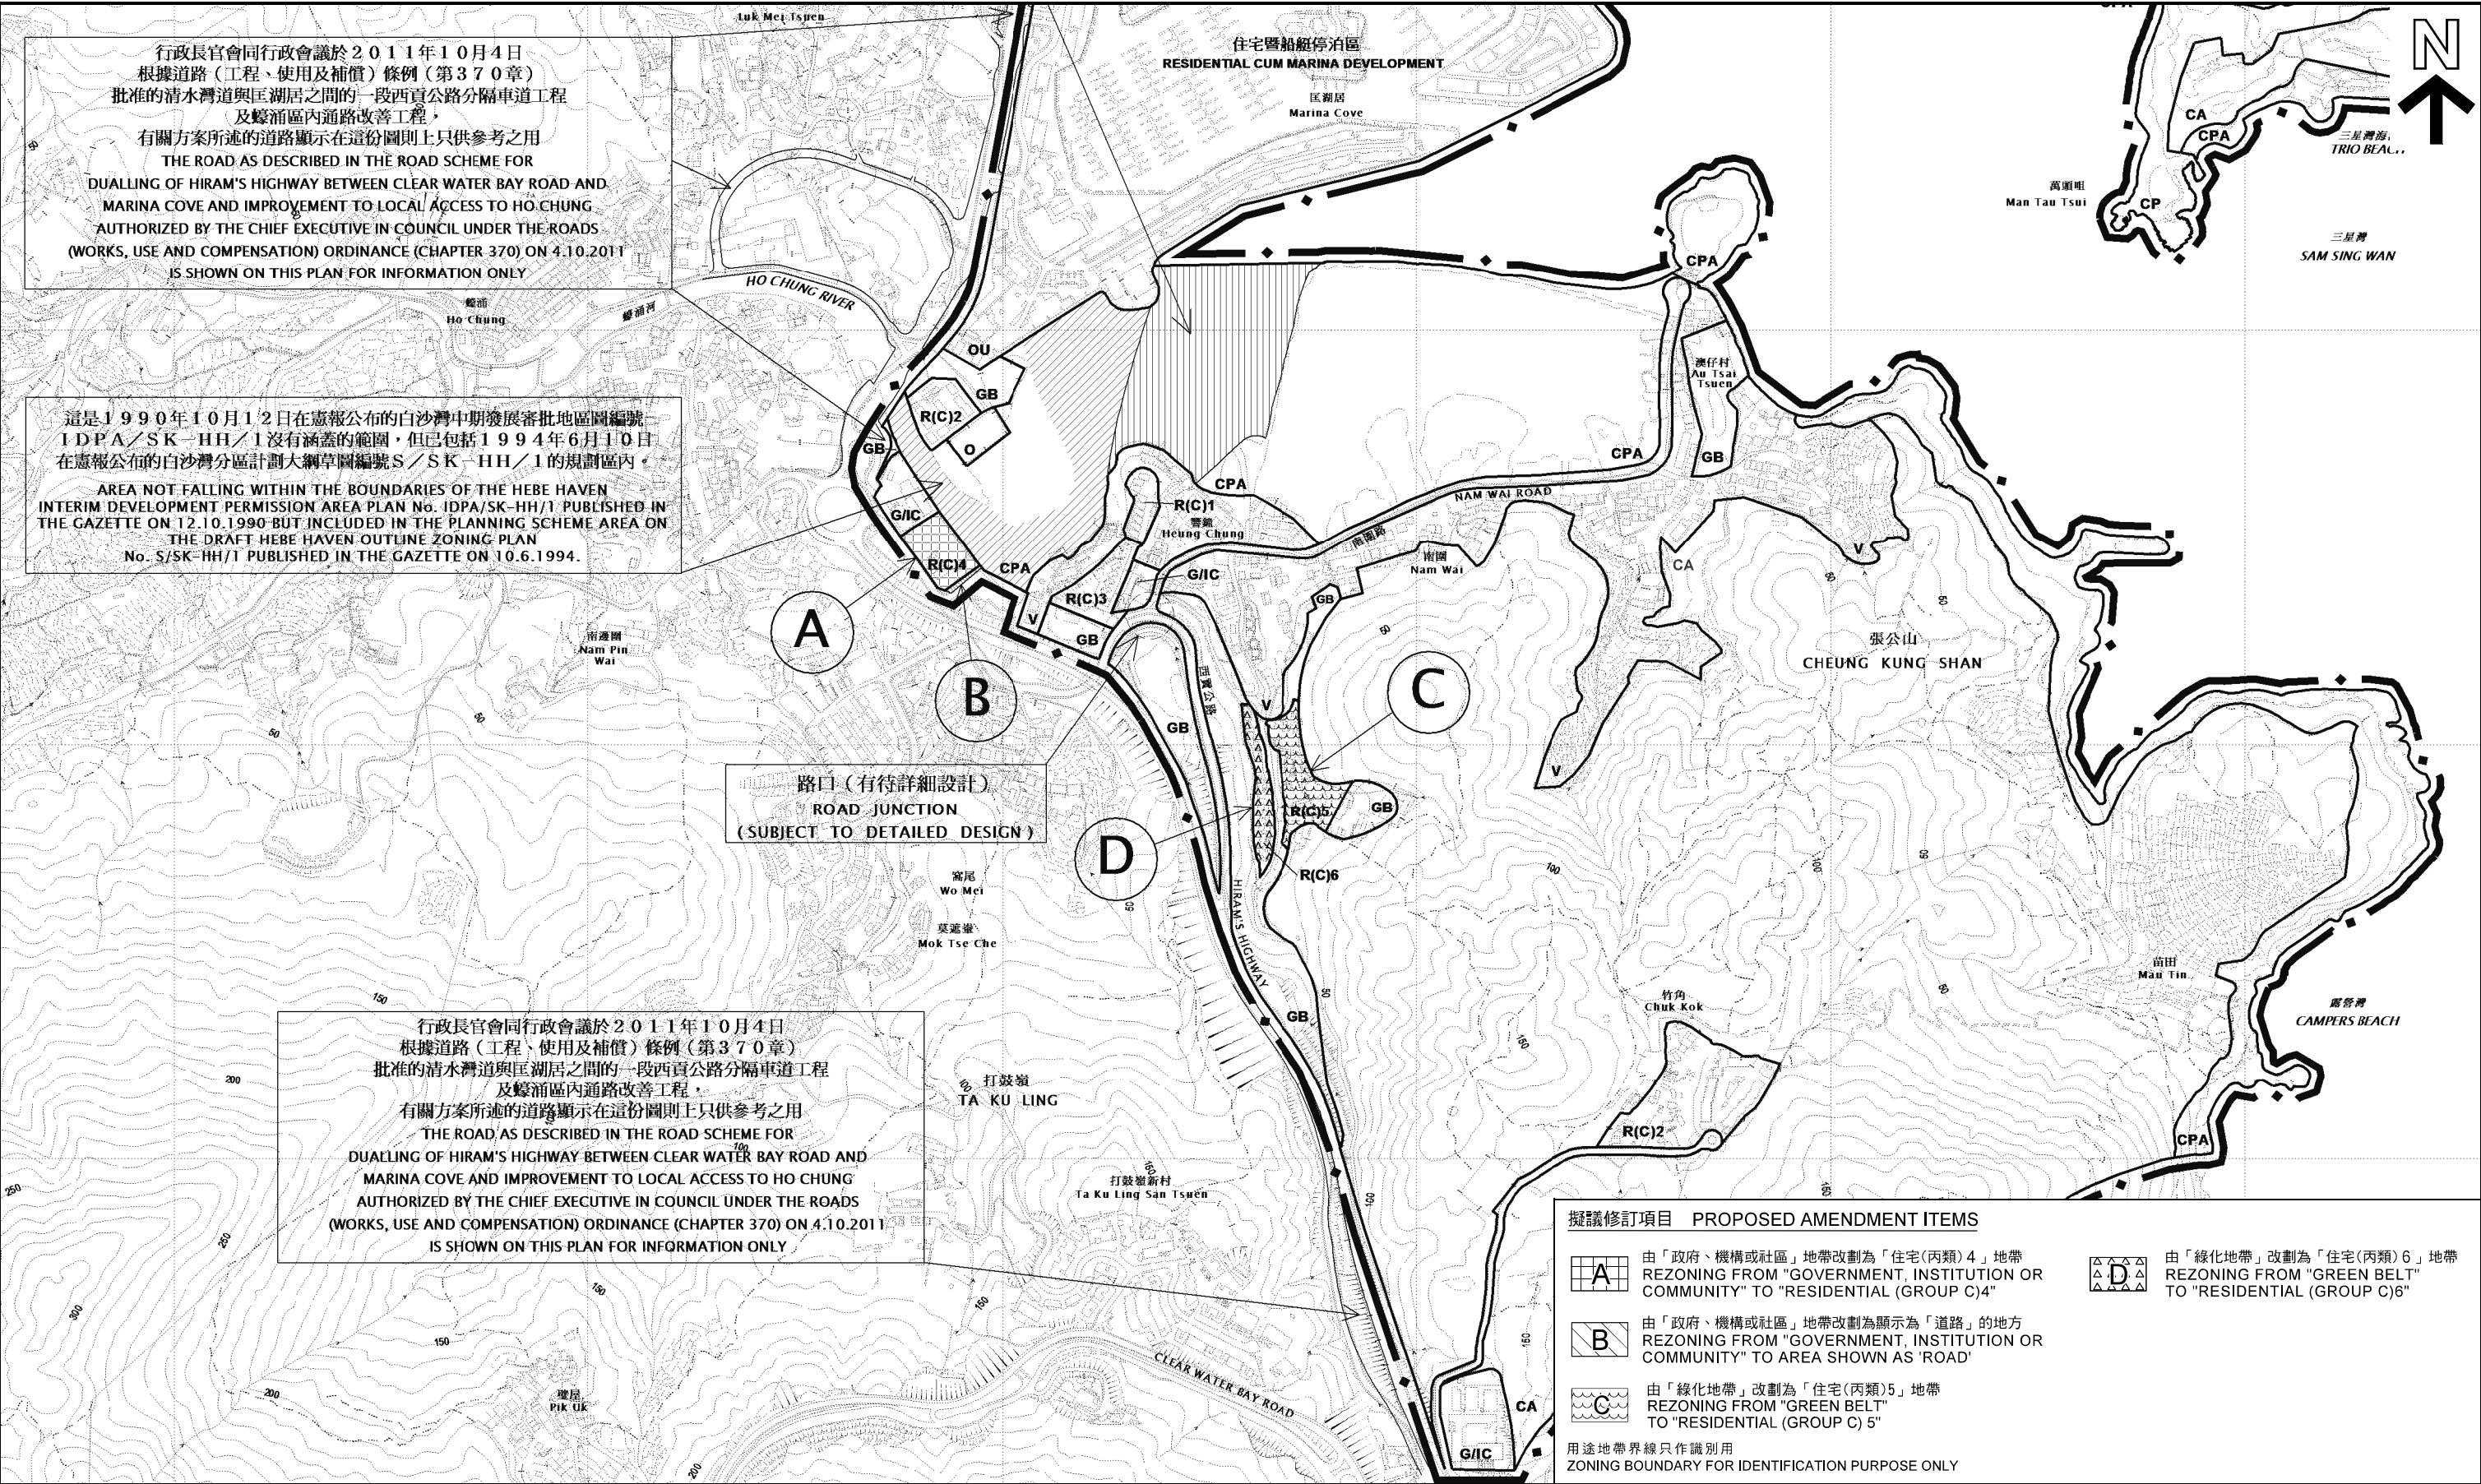 Luk Mei Tsuen
行政長官會同行政會議於２０１１年１０月４日
根據道路（工程、使用及補償）條例（第３７０章）
批准的清水灣道與匡湖居之間的一段西貢公路分隔車道工程
及蠔涌區內通路改善工程，
有關方案所述的道路顯示在這份圖則上只供參考之用
THE ROAD AS DESCRIBED IN THE ROAD SCHEME FOR
DUALLING OF HIRAM'S HIGHWAY BETWEEN CLEAR WATER BAY ROAD AND
MARINA COVE AND IMPROVEMENT TO LOCAL ACCESS TO HO CHUNG
AUTHORIZED BY THE CHIEF EXECUTIVE IN COUNCIL UNDER THE ROADS
(WORKS, USE AND COMPENSATION) ORDINANCE (CHAPTER 370) ON 4.10.2011
IS SHOWN ON THIS PLAN FOR INFORMATION ONLY
住宅暨船艇停泊區
RESIDENTIAL CUM MARINA DEVELOPMENT
匡湖居
Marina Cove
N
CA
CPA
三星灣海
TRIO BEAC
萬頭咀
Man Tau Tsui
CP
三星灣
SAM SING WAN
CPA
HO CHUNG RIVER
蠔涌
Ho Chung
蠔涌河
OU
GB
R(C)2
O
GB
G/IC
R(C)4
CPA
這是１９９０年１０月１２日在憲報公布的白沙灣中期發展審批地區圖編號
ＩＤＰＡ／ＳＫ－ＨＨ／１沒有涵蓋的範圍，但已包括１９９４年６月１０日
在憲報公布的白沙灣分區計劃大綱草圖編號Ｓ／ＳＫ－ＨＨ／１的規劃區內。
AREA NOT FALLING WITHIN THE BOUNDARIES OF THE HEBE HAVEN
INTERIM DEVELOPMENT PERMISSION AREA PLAN No. IDPA/SK-HH/1 PUBLISHED IN
THE GAZETTE ON 12.10.1990 BUT INCLUDED IN THE PLANNING SCHEME AREA ON
THE DRAFT HEBE HAVEN OUTLINE ZONING PLAN
No. S/SK-HH/1 PUBLISHED IN THE GAZETTE ON 10.6.1994.
澳仔村
Au Tsai
Tsuen
CPA
GB
CPA
R(C)1
響鐘
Heung Chung
NAM WAI ROAD
南圍路
南圍
Nam Wai
G/IC
R(C)3
V
GB
GB
CA
V
A
B
C
D
南邊圍
Nam Pin
Wai
張公山
CHEUNG KUNG SHAN
西貢公路
GB
V
V
R(C)5
GB
R(C)6
路口（有待詳細設計）
ROAD JUNCTION
(SUBJECT TO DETAILED DESIGN)
窩尾
Wo Mei
莫遮輋
Mok Tse Che
HIRAM'S HIGHWAY
GB
苗田
Mau Tin
露營灣
CAMPERS BEACH
竹角
Chuk Kok
R(C)2
CPA
行政長官會同行政會議於２０１１年１０月４日
根據道路（工程、使用及補償）條例（第３７０章）
批准的清水灣道與匡湖居之間的一段西貢公路分隔車道工程
及蠔涌區內通路改善工程，
有關方案所述的道路顯示在這份圖則上只供參考之用
THE ROAD AS DESCRIBED IN THE ROAD SCHEME FOR
DUALLING OF HIRAM'S HIGHWAY BETWEEN CLEAR WATER BAY ROAD AND
MARINA COVE AND IMPROVEMENT TO LOCAL ACCESS TO HO CHUNG
AUTHORIZED BY THE CHIEF EXECUTIVE IN COUNCIL UNDER THE ROADS
(WORKS, USE AND COMPENSATION) ORDINANCE (CHAPTER 370) ON 4.10.2011
IS SHOWN ON THIS PLAN FOR INFORMATION ONLY
打鼓嶺
TA KU LING
打鼓嶺新村
Ta Ku Ling San Tsuen
壁屋
Pik Uk
CLEAR WATER BAY ROAD
CA
G/IC
擬議修訂項目 PROPOSED AMENDMENT ITEMS
A
由「政府、機構或社區」地帶改劃為「住宅(丙類)４」地帶
REZONING FROM "GOVERNMENT, INSTITUTION OR
COMMUNITY" TO "RESIDENTIAL (GROUP C)4"
B
由「政府、機構或社區」地帶改劃為顯示為「道路」的地方
REZONING FROM "GOVERNMENT, INSTITUTION OR
COMMUNITY" TO AREA SHOWN AS 'ROAD'
C
由「綠化地帶」改劃為「住宅(丙類)5」地帶
REZONING FROM "GREEN BELT"
TO "RESIDENTIAL (GROUP C) 5"
D
由「綠化地帶」改劃為「住宅(丙類)６」地帶
REZONING FROM "GREEN BELT"
TO "RESIDENTIAL (GROUP C)6"
用途地帶界線只作識別用
ZONING BOUNDARY FOR IDENTIFICATION PURPOSE ONLY